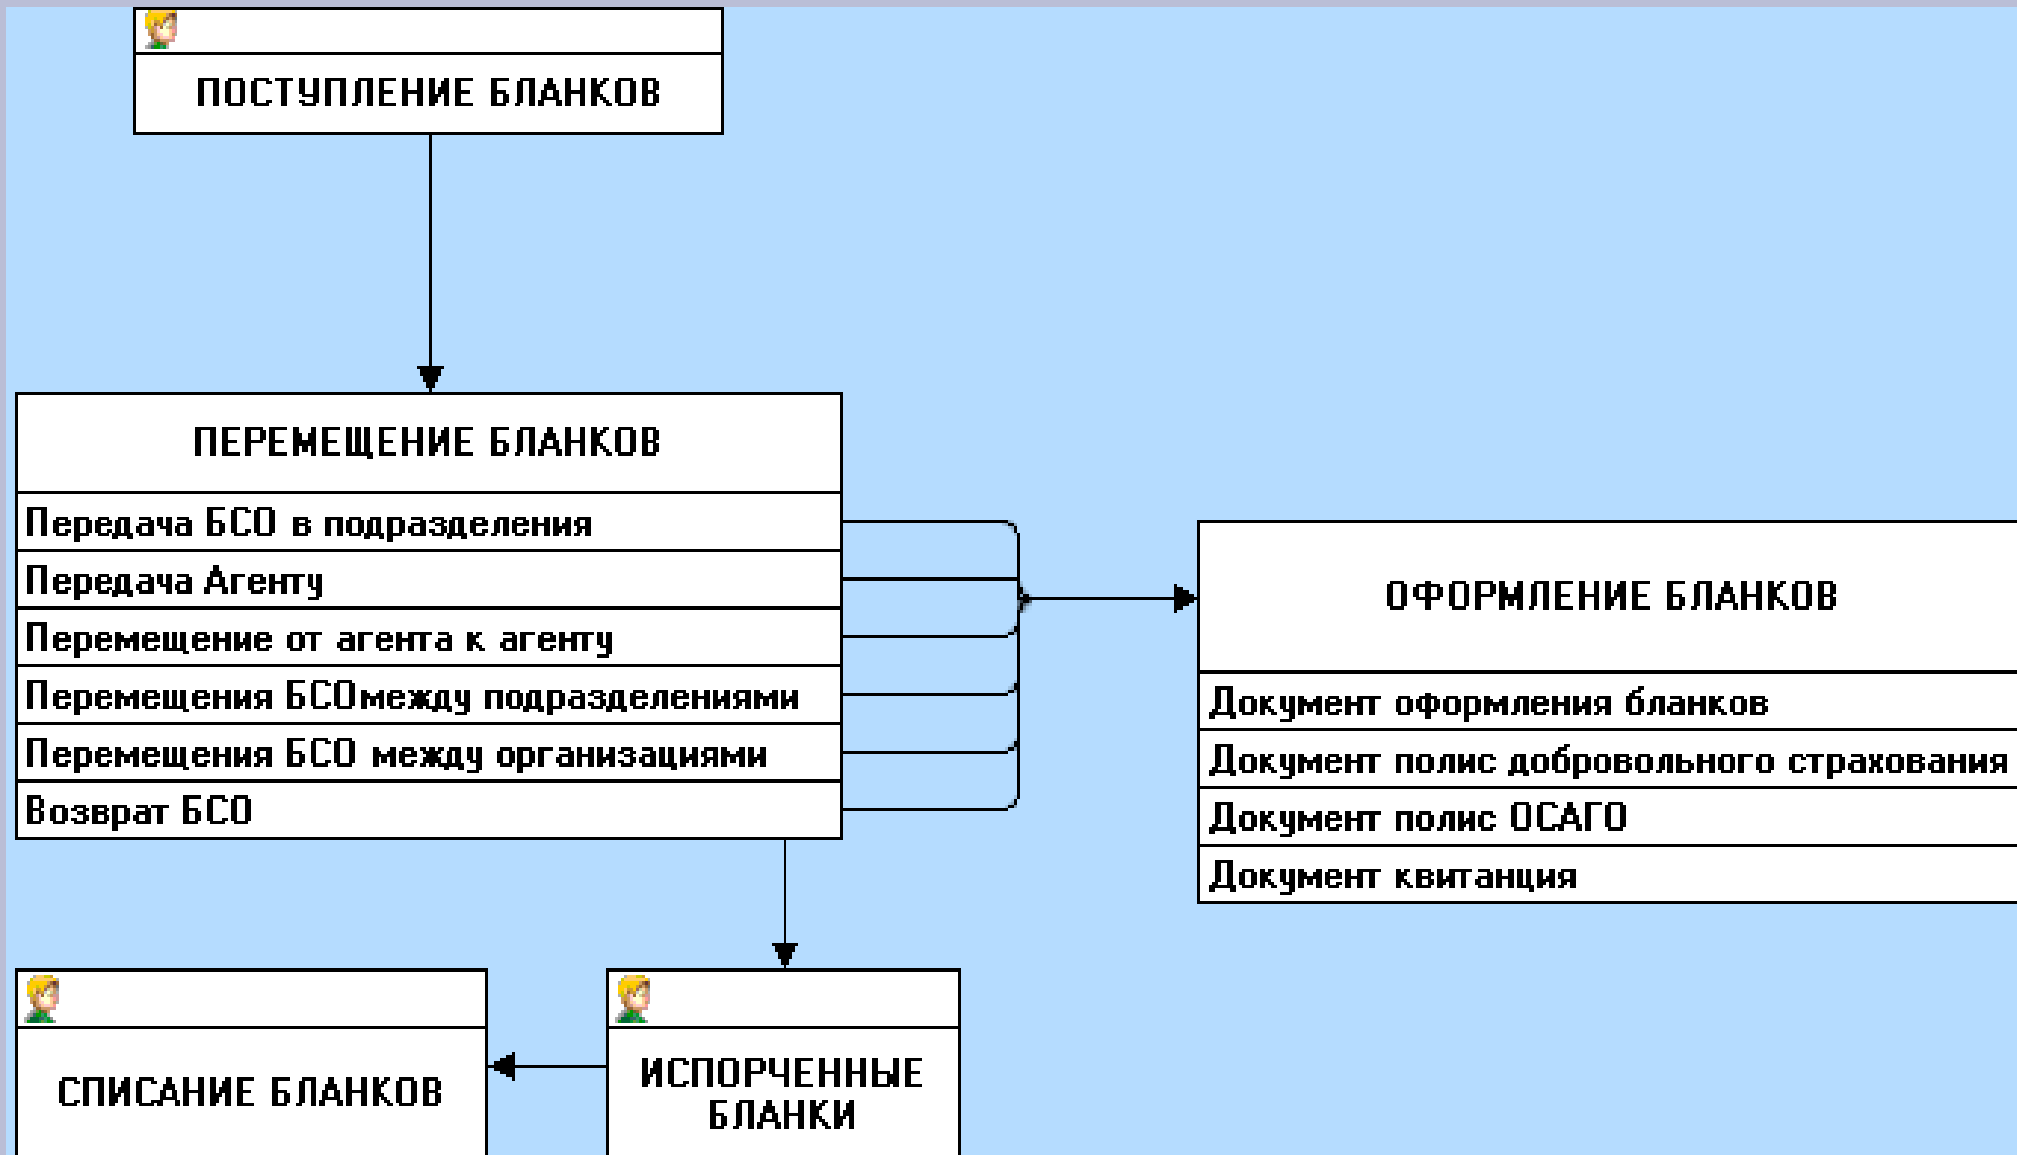 ПОСТУПЛЕНИЕ БЛАНКОВ
ПЕРЕМЕЩЕНИЕ БЛАНКОВ
Передача БСО в подразделения
Передача Агенту
Перемещение от агента к агенту
Перемещения БСОмежду подразделениями
Перемещения БСО между организациями
Возврат БСО
ОФОРМЛЕНИЕ БЛАНКОВ
Документ оформления бланков
Документ полис добровольного страхования
Документ полис ОСАГО
Документ квитанция
СПИСАНИЕ БЛАНКОВ
ИСПОРЧЕННЫЕ
БЛАНКИ